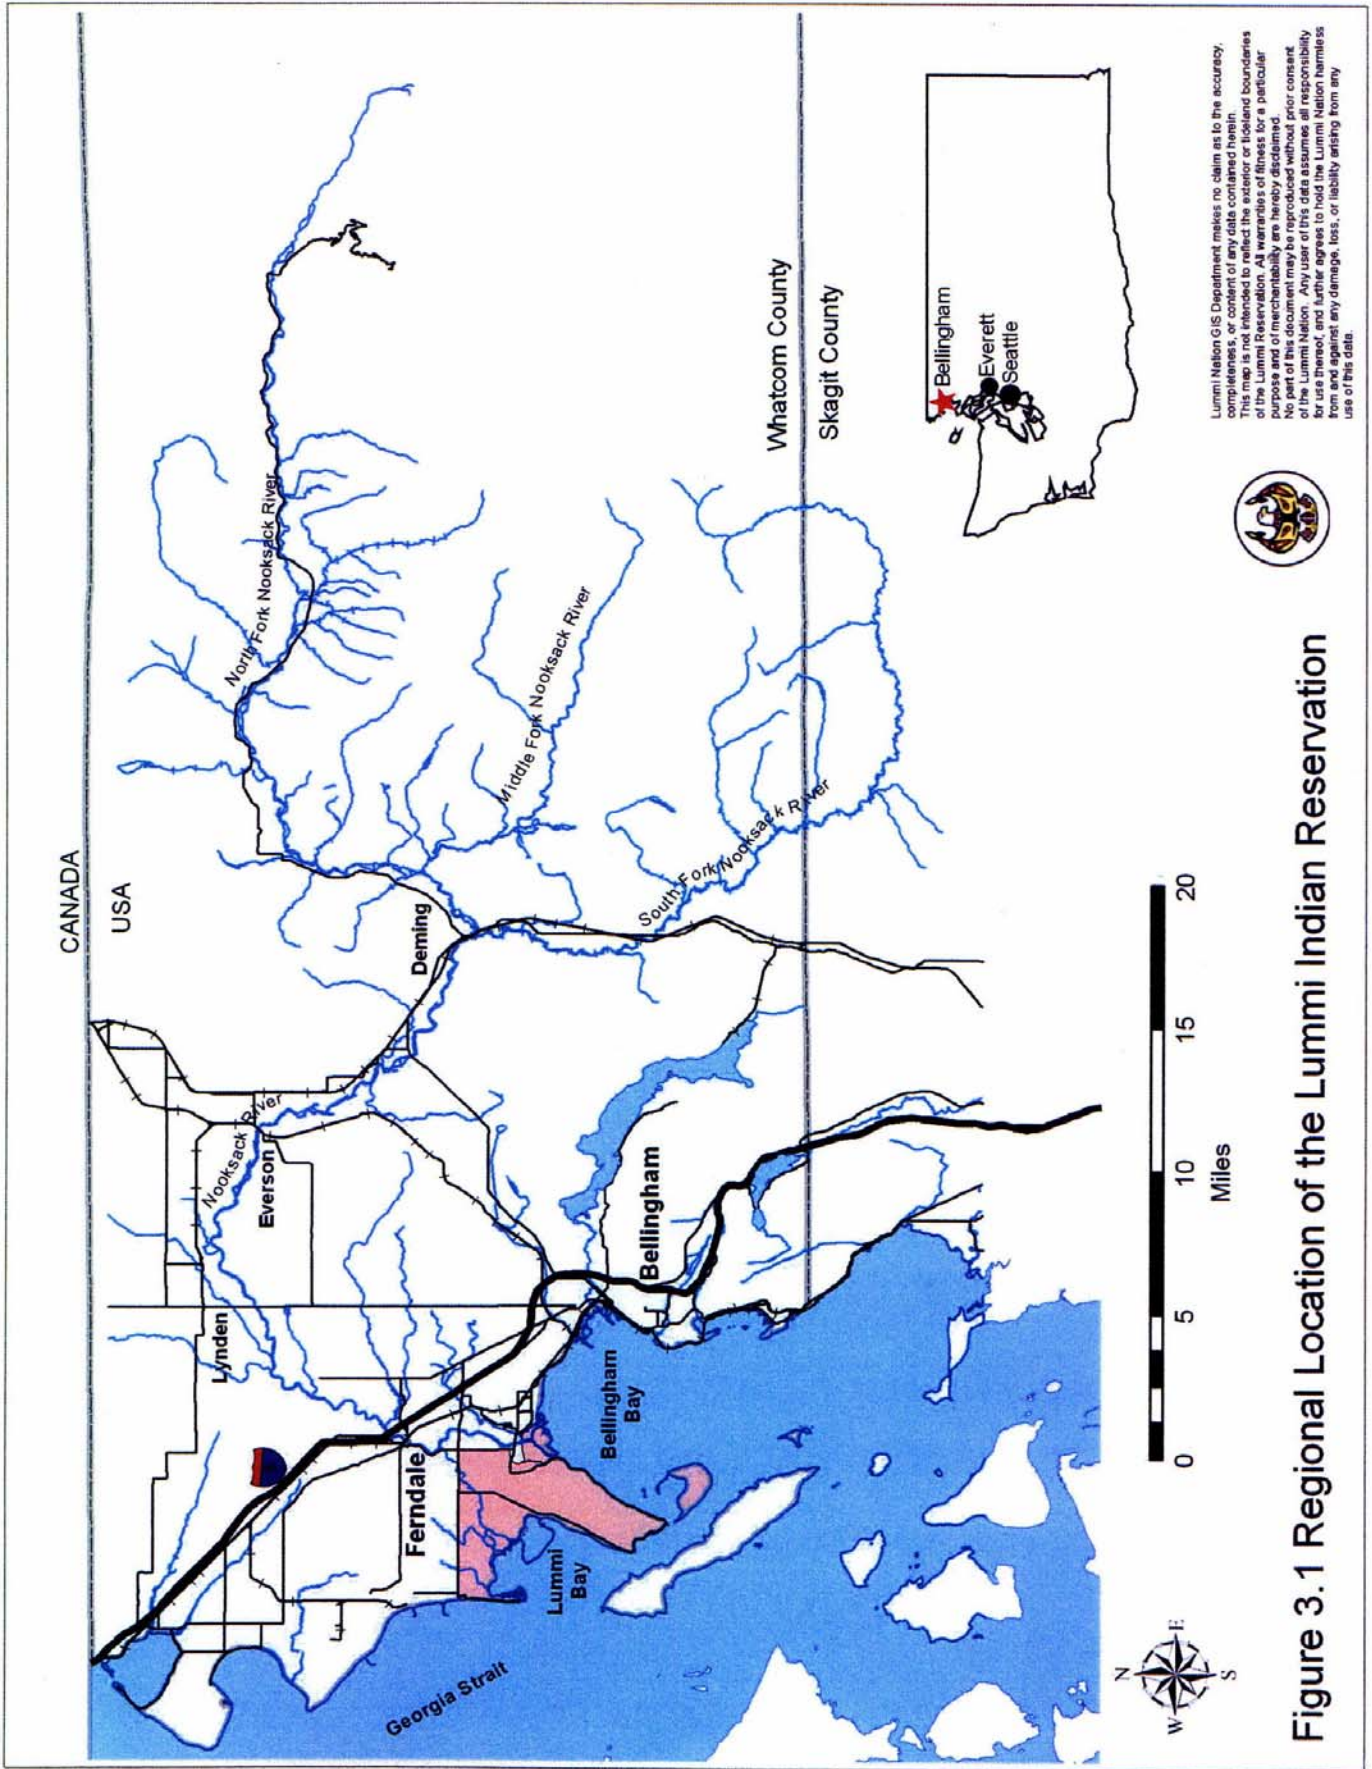 CANADA
USA
Nooksack River
North Fork Nooksack River
Everson
Lynden
Deming
Middle Fork Nooksack River
Ferndale
South Fork Nooksack River
Bellingham
Bellingham
Bay
Lummi
Bay
Georgia Strait
Whatcom County
Skagit County
Bellingham
Everett
Seattle
N
W
E
S
0
5
10
15
20
Miles
Lummi Nation GIS Department makes no claim as to the accuracy,
completeness, or content of any data contained herein.
This map is not intended to reflect the exterior or tideland boundaries
of the Lummi Reservation. All warranties of fitness for a particular
purpose and of merchantability are hereby disclaimed.
No part of this document may be reproduced without prior consent
of the Lummi Nation. Any user of this data assumes all responsibility
for use thereof, and further agrees to hold the Lummi Nation harmless
from and against any damage, loss, or liability arising from any
use of this data.
Figure 3.1 Regional Location of the Lummi Indian Reservation